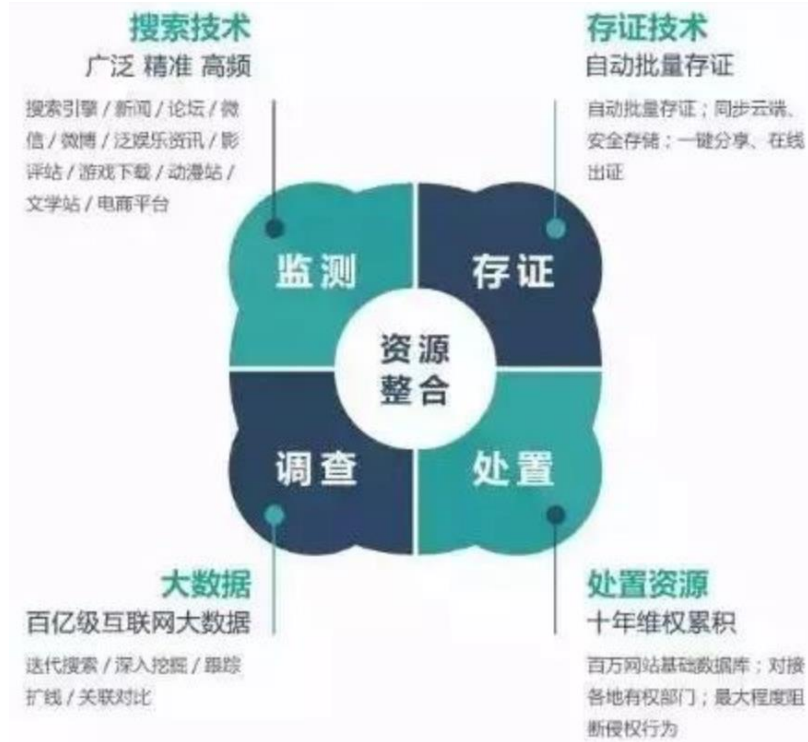 搜索技术
广泛 精准 高频
搜索引擎 / 新闻 / 论坛 / 微
信 / 微博 / 泛娱乐资讯 / 影
评站 / 游戏下载 / 动漫站 /
文学站 / 电商平台
存证技术
自动批量存证
自动批量存证；同步云端、
安全存储；一键分享、在线
出证
监测
存证
资源
整合
调查
处置
大数据
百亿级互联网大数据
迭代搜索 / 深入挖掘 / 跟踪
扩线 / 关联对比
处置资源
十年维权累积
百万网站基础数据库；对接
各地有权部门；最大程度阻
断侵权行为